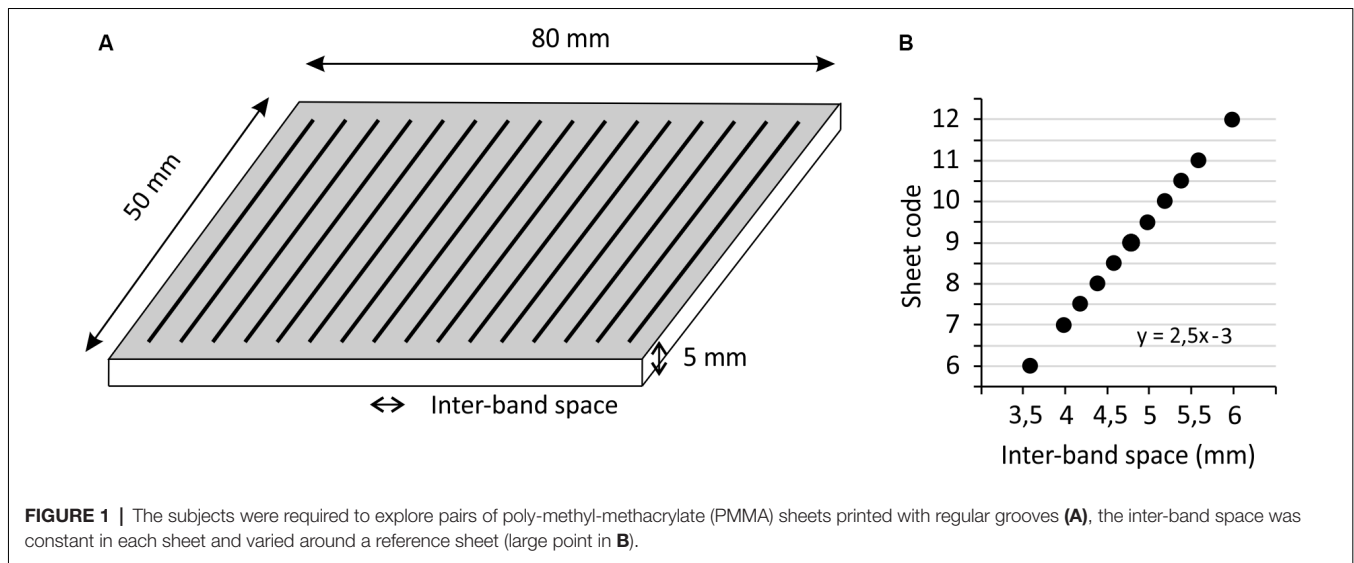 A
80 mm
50 mm
5 mm
Inter-band space
B
Sheet code
12
11
10
9
8
7
6
y = 2,5x-3
3,5 4 4,5 5 5,5 6
Inter-band space (mm)
FIGURE 1 | The subjects were required to explore pairs of poly-methyl-methacrylate (PMMA) sheets printed with regular grooves (A), the inter-band space was
constant in each sheet and varied around a reference sheet (large point in B).